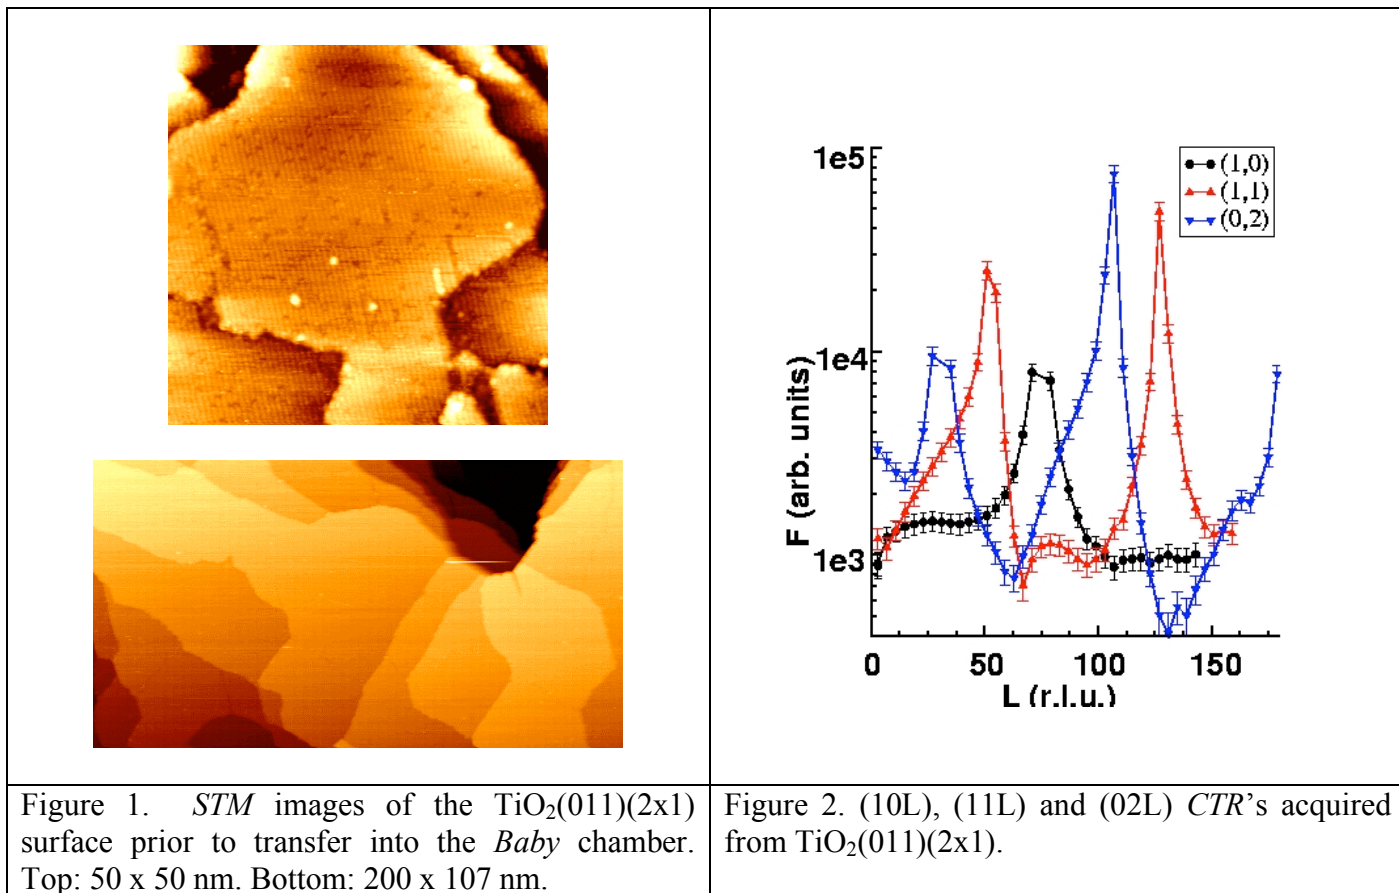 1e5
1e4
1e3
F (arb. units)
(1,0)
(1,1)
(0,2)
0 50 100 150
L (r.l.u.)
Figure 1. STM images of the TiO2(011)(2x1)
surface prior to transfer into the Baby chamber.
Top: 50 x 50 nm. Bottom: 200 x 107 nm.
Figure 2. (10L), (11L) and (02L) CTR's acquired
from TiO2(011)(2x1).